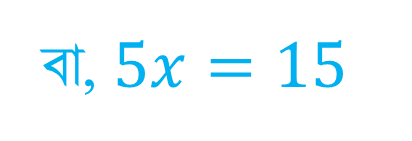 বা, 5x = 15